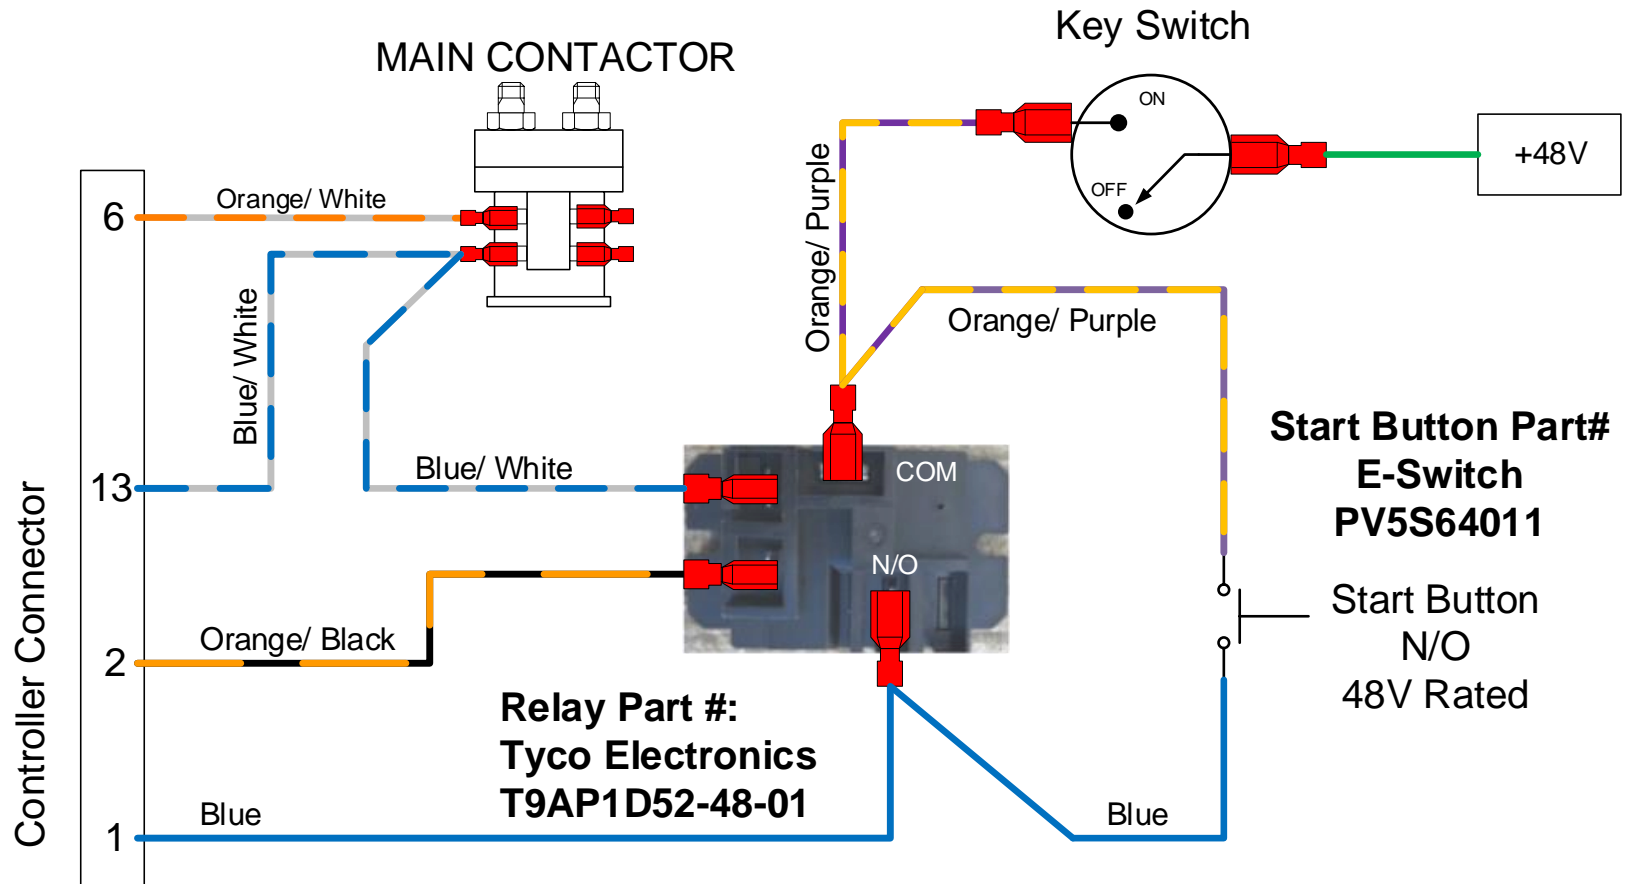 Key Switch
MAIN CONTACTOR
ON
+48V
OFF
6
Orange/ White
Orange/ Purple
Orange/ Purple
Blue/ White
Blue/ White
COM
Start Button Part#
E-Switch
PV5S64011
13
N/O
Start Button
N/O
48V Rated
Orange/ Black
2
Relay Part #:
Tyco Electronics
T9AP1D52-48-01
Controller Connector
Blue
Blue
1